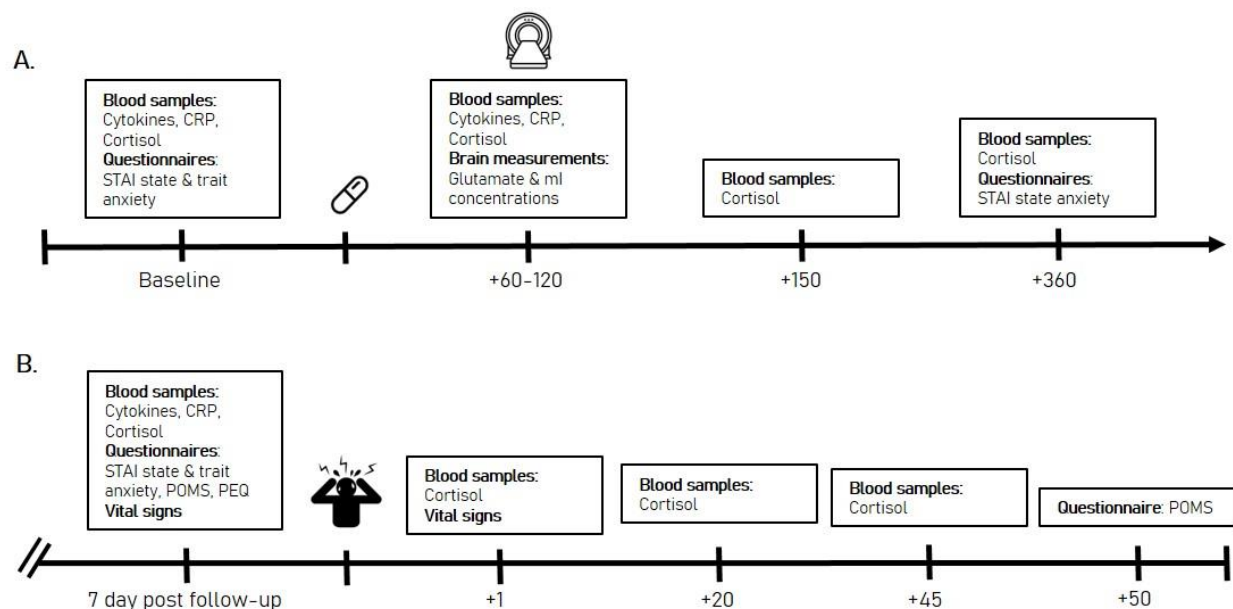 A.
Blood samples:
Cytokines, CRP,
Cortisol
Questionnaires:
STAI state & trait
anxiety
Blood samples:
Cytokines, CRP,
Cortisol
Brain measurements:
Glutamate & mI
concentrations
Blood samples:
Cortisol
Blood samples:
Cortisol
Questionnaires:
STAI state anxiety
Baseline
+60-120
+150
+360
B.
Blood samples:
Cytokines, CRP,
Cortisol
Questionnaires:
STAI state & trait
anxiety, POMS, PEQ
Vital signs
Blood samples:
Cortisol
Vital signs
Blood samples:
Cortisol
Blood samples:
Cortisol
Questionnaire: POMS
7 day post follow-up
+1
+20
+45
+50